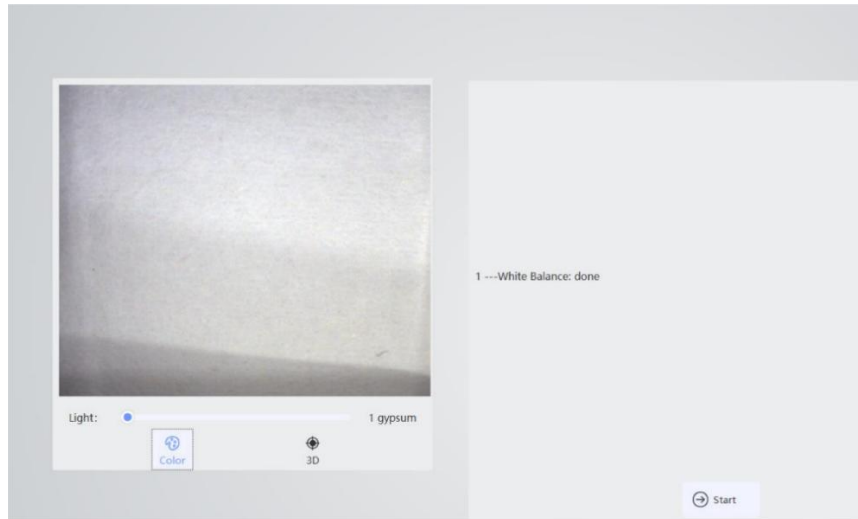 Light:
1 gypsum
Color
3D
1 ---White Balance: done
Start